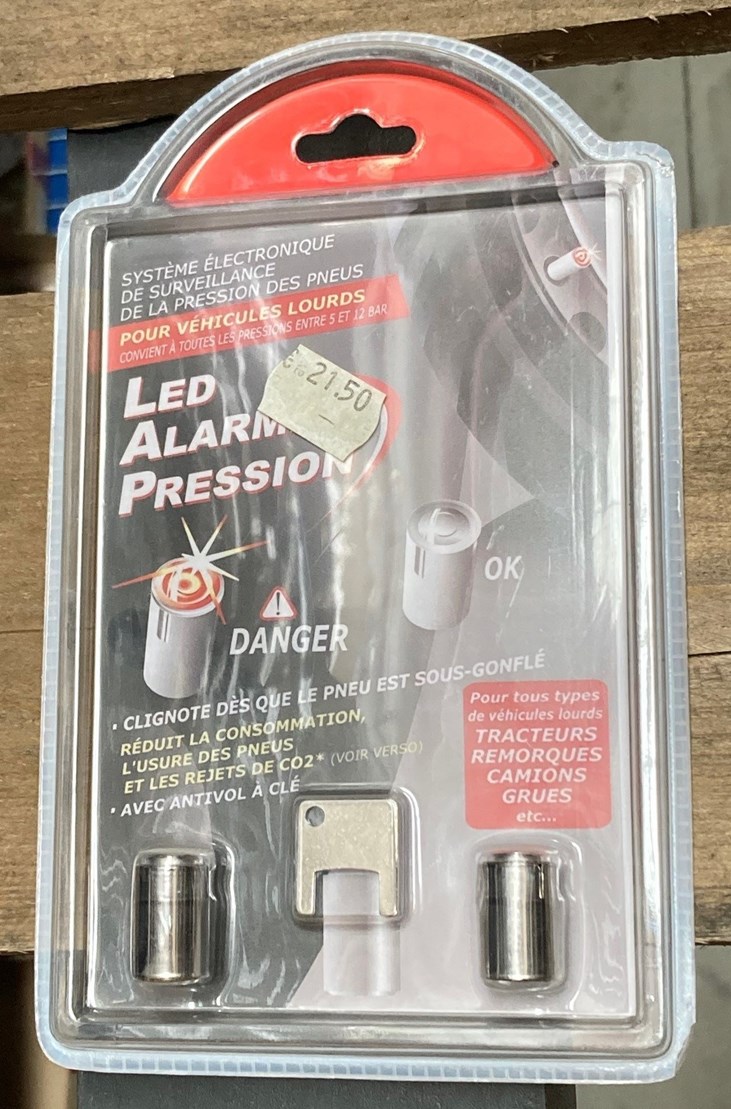 SYSTÈME ÉLECTRONIQUE
DE SURVEILLANCE
DE LA PRESSION DES PNEUS
POUR VÉHICULES LOURDS
CONVIENT À TOUTES LES PRESSIONS ENTRE 5 ET 12 BAR
€ 21.50
LED
ALARM
PRESSION
OK
DANGER
• CLIGNOTE DÈS QUE LE PNEU EST SOUS-GONFLÉ
RÉDUIT LA CONSOMMATION,
L'USURE DES PNEUS
ET LES REJETS DE CO2* (VOIR VERSO)
• AVEC ANTIVOL À CLÉ
Pour tous types
de véhicules lourds
TRACTEURS
REMORQUES
CAMIONS
GRUES
etc...